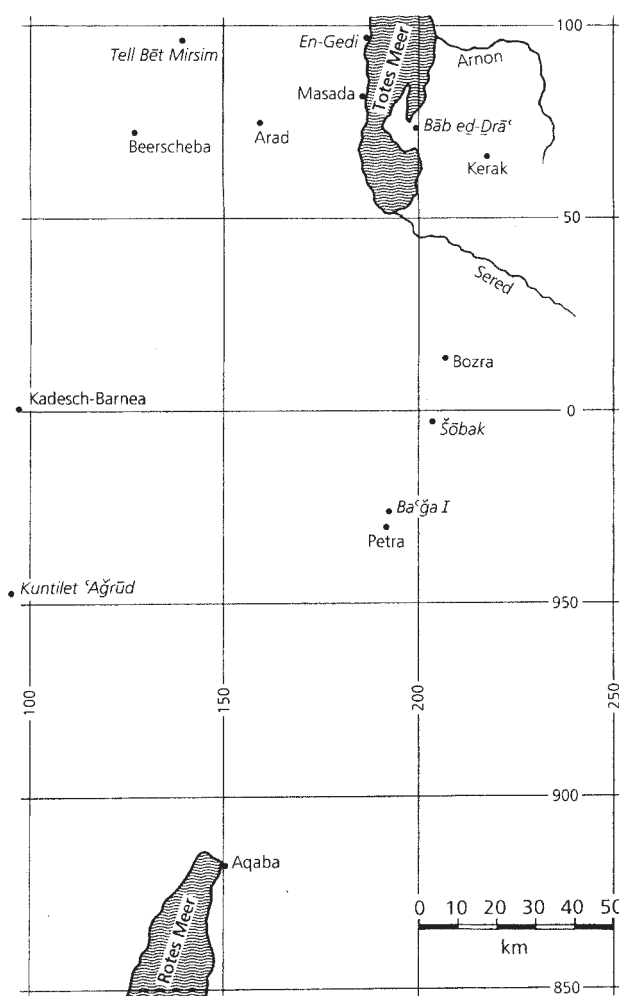 100
En-Gedi
Tell Bēt Mirsim
Totes Meer
Arnon
Masada
Bāb eḏ-Ḏrāʿ
Arad
Beerscheba
Kerak
50
Sered
Bozra
Kadesch-Barnea
0
Šōbak
Baʿǧa I
Petra
Kuntilet ʿAǧrūd
950
100
150
200
250
900
Aqaba
Rotes Meer
0 10 20 30 40 50
km
850